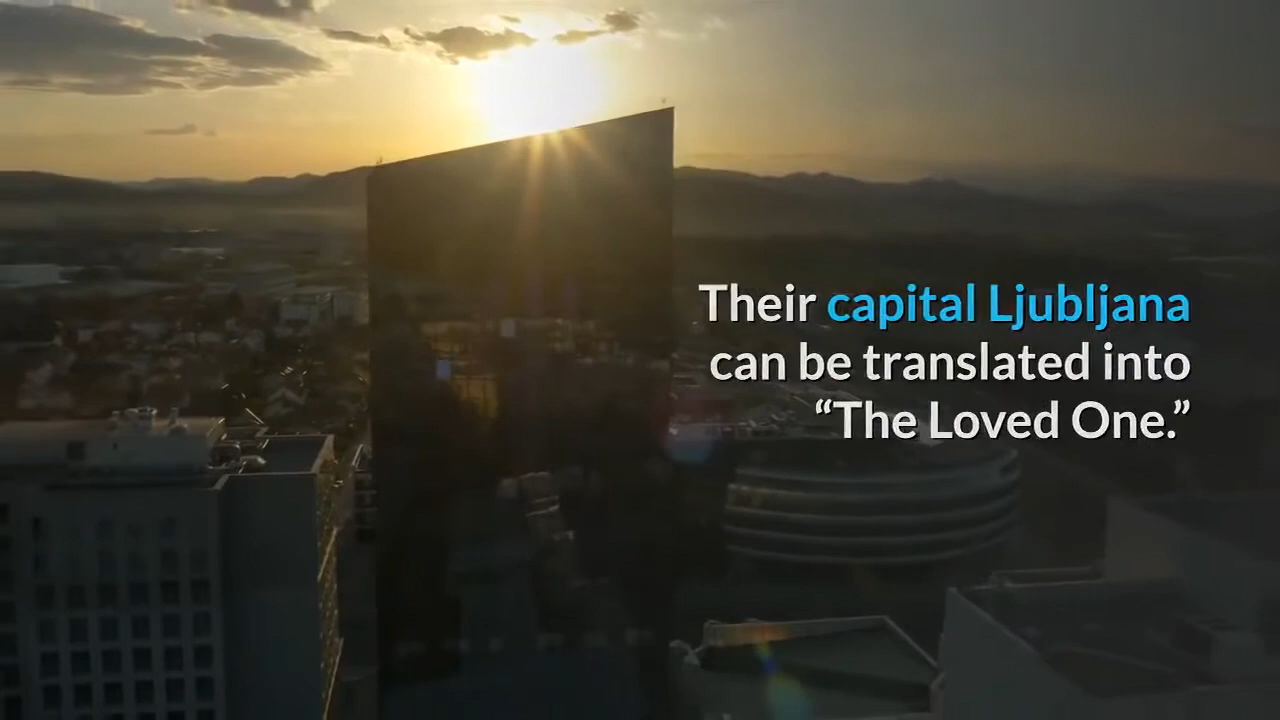 Their capital Ljubljana
can be translated into
“The Loved One.”